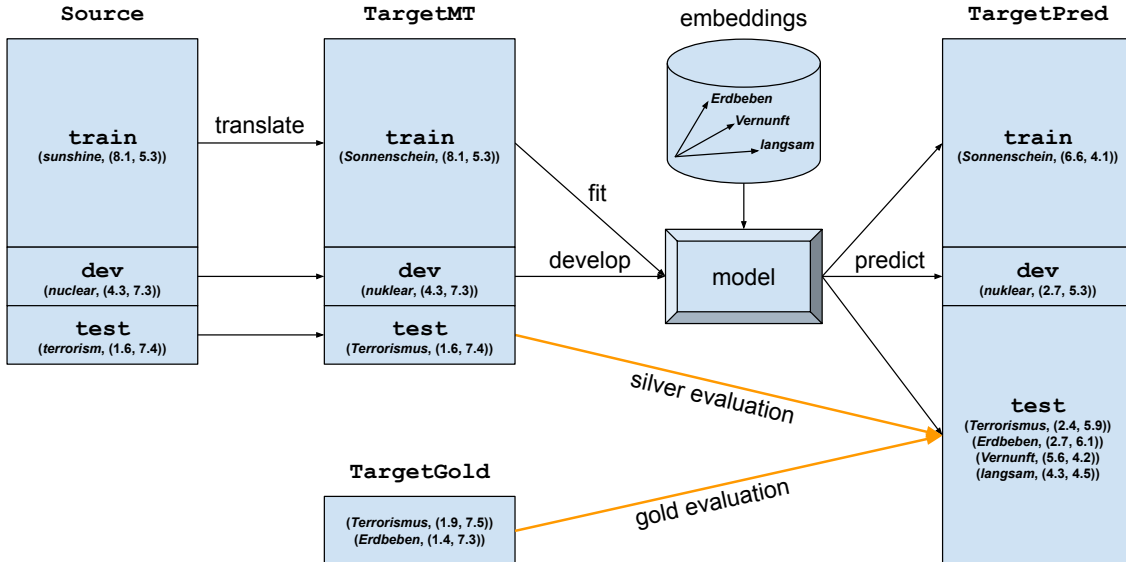 Source
train
(sunshine, (8.1, 5.3))
dev
(nuclear, (4.3, 7.3))
test
(terrorism, (1.6, 7.4))
translate
TargetMT
train
(Sonnenschein, (8.1, 5.3))
dev
(nuklear, (4.3, 7.3))
test
(Terrorismus, (1.6, 7.4))
TargetGold
(Terrorismus, (1.9, 7.5))
(Erdbeben, (1.4, 7.3))
fit
develop
silver evaluation
gold evaluation
embeddings
Erdbeben
Vernunft
langsam
model
predict
TargetPred
train
(Sonnenschein, (6.6, 4.1))
dev
(nuklear, (2.7, 5.3))
test
(Terrorismus, (2.4, 5.9))
(Erdbeben, (2.7, 6.1))
(Vernunft, (5.6, 4.2))
(langsam, (4.3, 4.5))